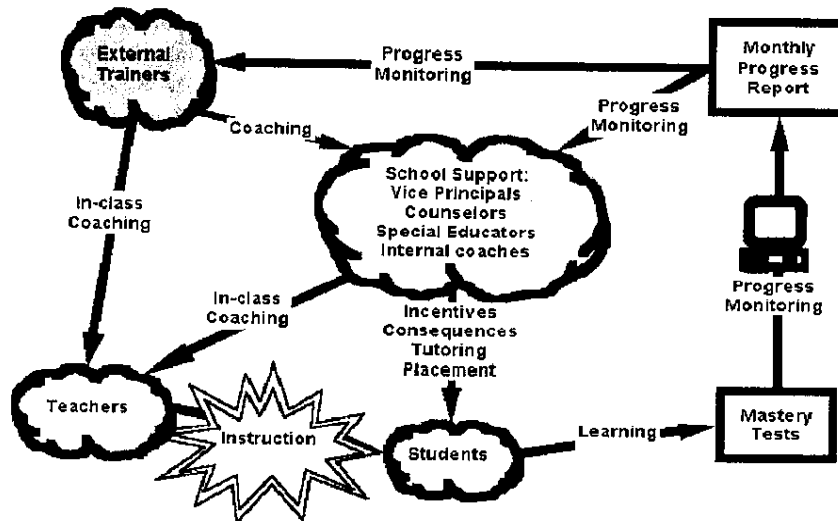 External
Trainers
Progress
Monitoring
Monthly
Progress
Report
Coaching
Progress
Monitoring
School Support:
Vice Principals
Counselors
Special Educators
Internal coaches
In-class
Coaching
In-class
Coaching
Incentives
Consequences
Tutoring
Placement
Progress
Monitoring
Teachers
Instruction
Students
Learning
Mastery
Tests